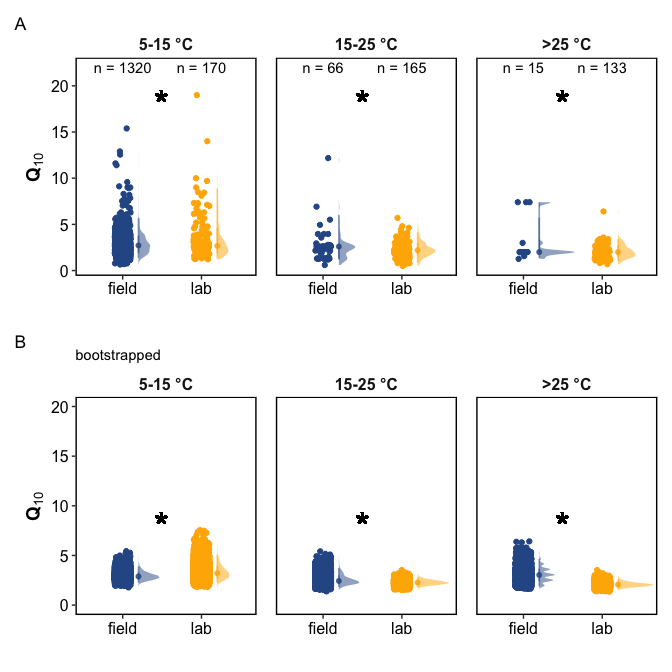 A
5-15 °C
15-25 °C
>25 °C
n = 1320
n = 170
n = 66
n = 165
n = 15
n = 133
*
*
*
20
15
10
5
0
Q10
field
lab
field
lab
field
lab
B
bootstrapped
5-15 °C
15-25 °C
>25 °C
*
*
*
20
15
10
5
0
Q10
field
lab
field
lab
field
lab